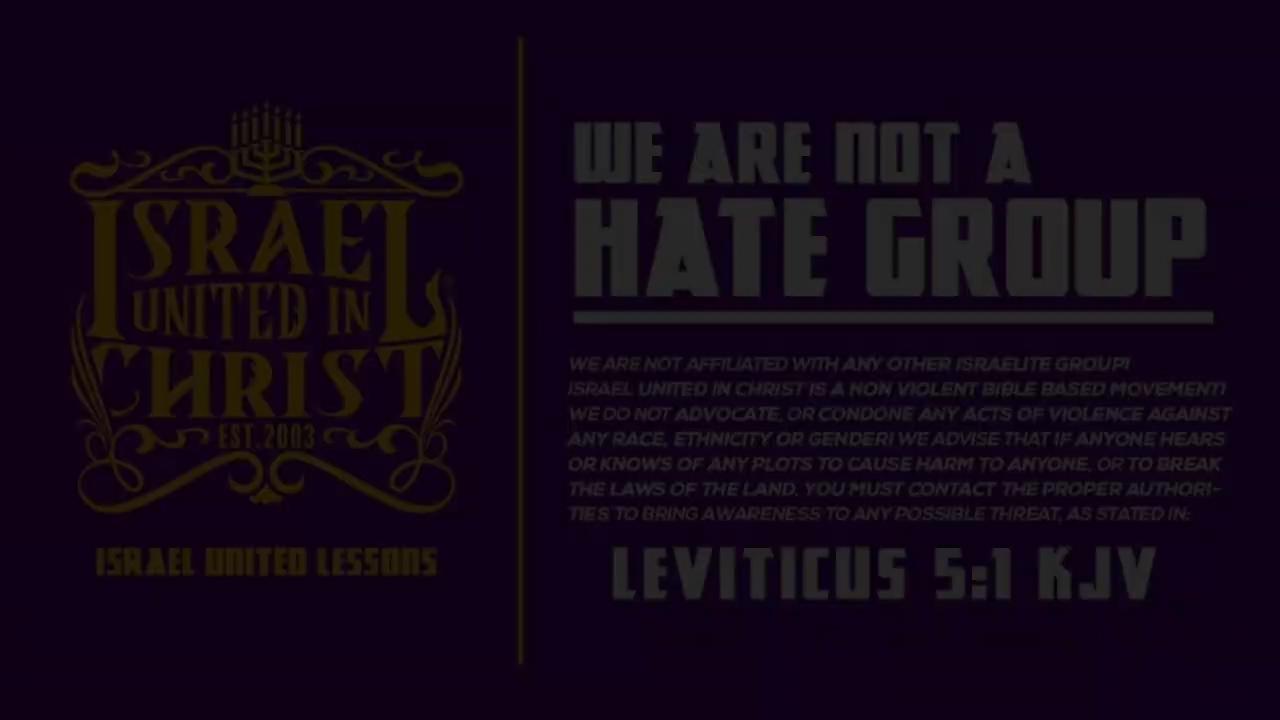 ISRAEL
UNITED IN
CHRIST
EST. 2003
ISRAEL UNITED LESSONS
WE ARE NOT A
HATE GROUP
WE ARE NOT AFFILIATED WITH ANY OTHER ISRAELITE GROUP!
ISRAEL UNITED IN CHRIST IS A NON VIOLENT BIBLE BASED MOVEMENT!
WE DO NOT ADVOCATE, OR CONDONE ANY ACTS OF VIOLENCE AGAINST
ANY RACE, ETHNICITY OR GENDER! WE ADVISE THAT IF ANYONE HEARS
OR KNOWS OF ANY PLOTS TO CAUSE HARM TO ANYONE, OR TO BREAK
THE LAWS OF THE LAND. YOU MUST CONTACT THE PROPER AUTHORI-
TIES TO BRING AWARENESS TO ANY POSSIBLE THREAT, AS STATED IN:
LEVITICUS 5:1 KJV